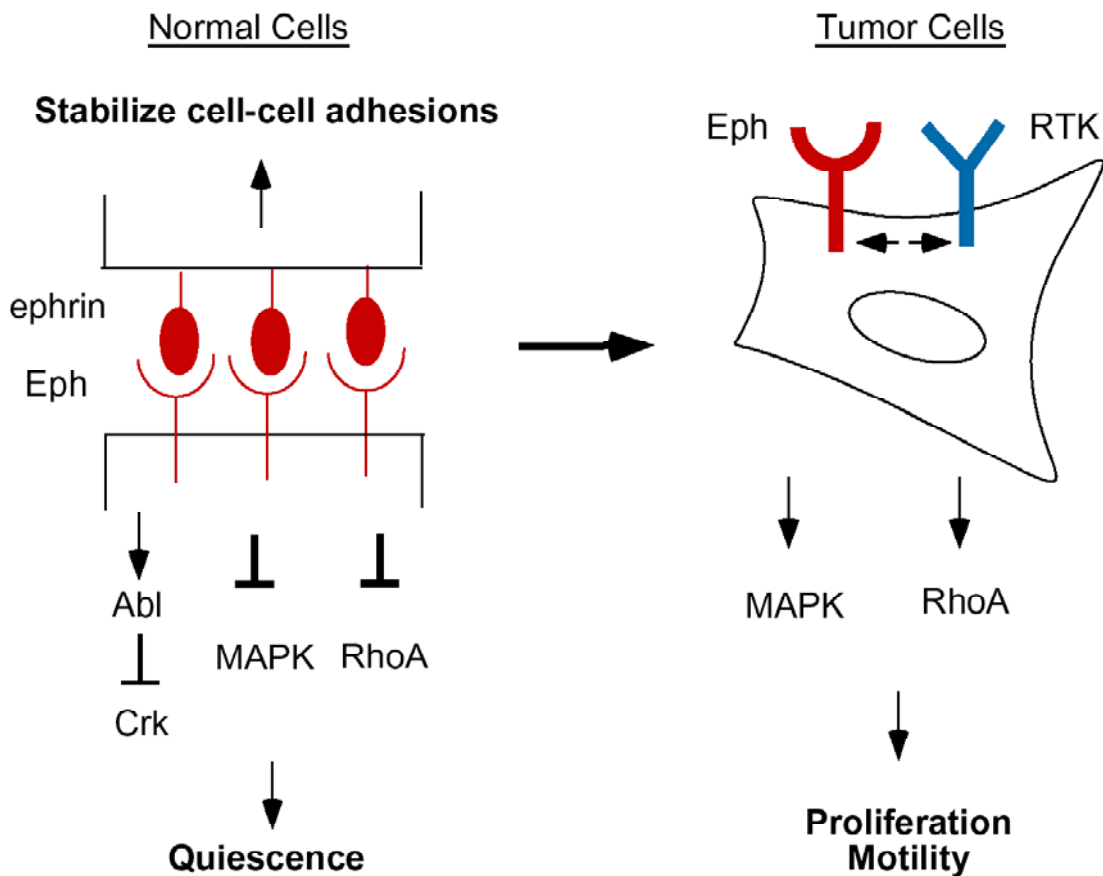 Normal Cells
Stabilize cell-cell adhesions
ephrin
Eph
Abl
MAPK
RhoA
Crk
Quiescence
Tumor Cells
Eph
RTK
MAPK
RhoA
Proliferation
Motility